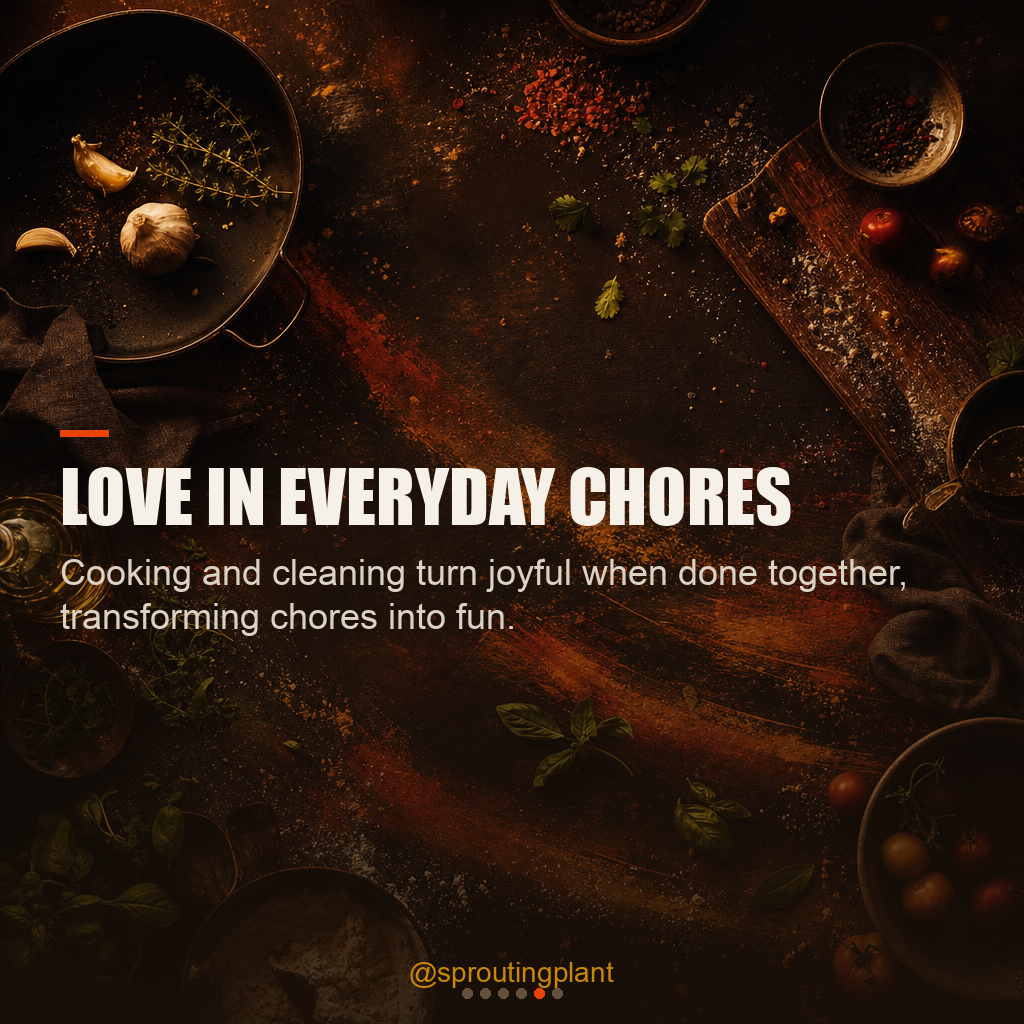 LOVE IN EVERYDAY CHORES
Cooking and cleaning turn joyful when done together,
transforming chores into fun.
@sproutingplant